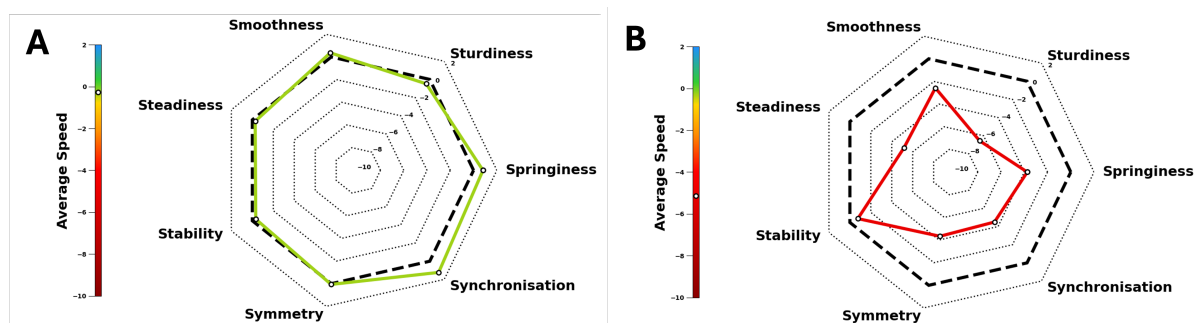 A
Smoothness
Sturdiness
Springiness
Synchronisation
Symmetry
Stability
Steadiness
2
0
−2
−4
−6
−8
−10
Average Speed
2
0
−2
−4
−6
−8
−10
B
Smoothness
Sturdiness
Springiness
Synchronisation
Symmetry
Stability
Steadiness
2
0
−2
−4
−6
−8
−10
Average Speed
2
0
−2
−4
−6
−8
−10